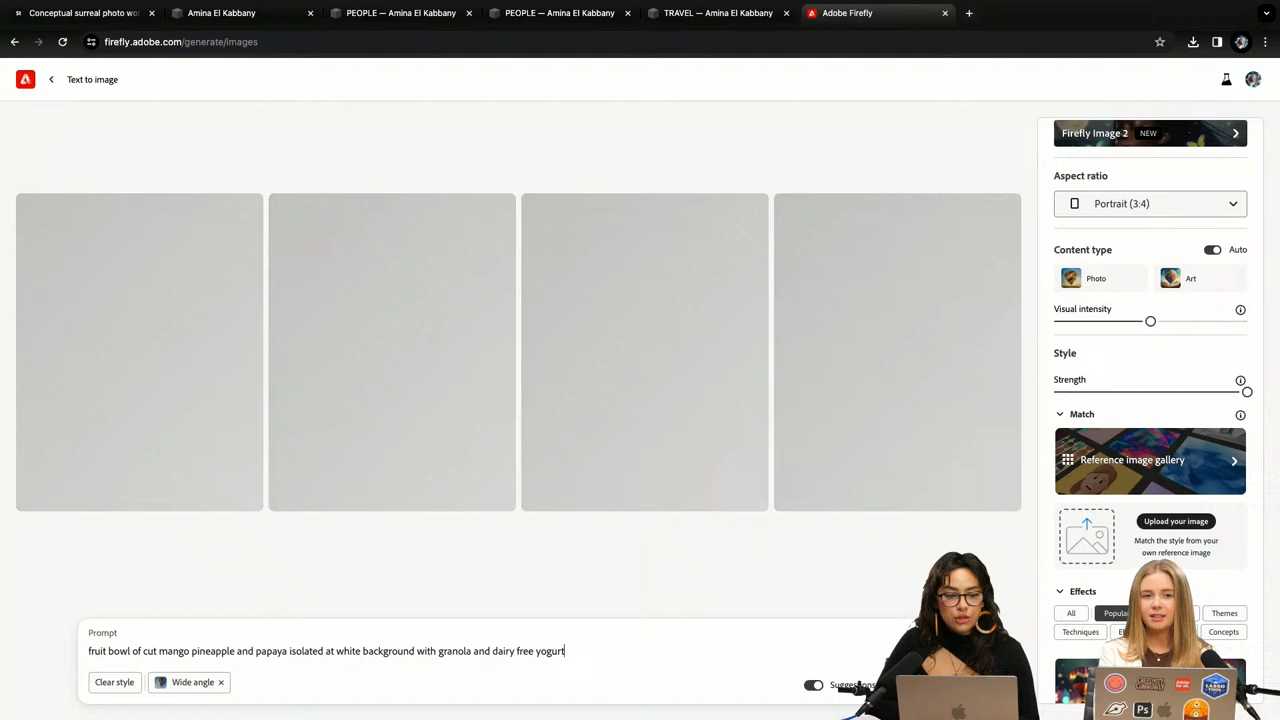 Conceptual surreal photo wo
Amina El Kabbany
PEOPLE — Amina El Kabbany
PEOPLE — Amina El Kabbany
TRAVEL — Amina El Kabbany
Adobe Firefly
firefly.adobe.com/generate/images
Text to image
Firefly Image 2 NEW
Aspect ratio
Portrait (3:4)
Content type Auto
Photo Art
Visual intensity
Style
Strength
Match
Reference image gallery
Upload your image
Match the style from your
own reference image
Effects
All Popula Themes
Techniques Concepts
Prompt
fruit bowl of cut mango pineapple and papaya isolated at white background with granola and dairy free yogurt
Clear style Wide angle
Ps
LASSO
TOOL